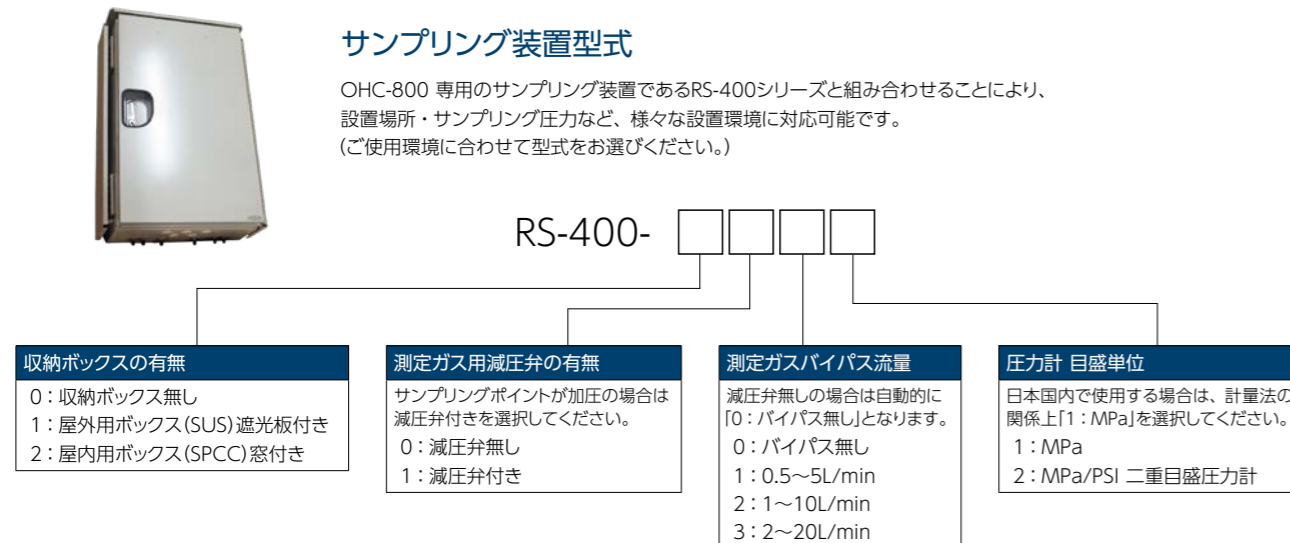 サンプリング装置型式
OHC-800 専用のサンプリング装置であるRS-400シリーズと組み合わせることにより、
設置場所・サンプリング圧力など、様々な設置環境に対応可能です。
(ご使用環境に合わせて型式をお選びください。)
RS-400-
収納ボックスの有無
0：収納ボックス無し
1：屋外用ボックス(SUS)遮光板付き
2：屋内用ボックス(SPCC)窓付き
測定ガス用減圧弁の有無
サンプリングポイントが加圧の場合は
減圧弁付きを選択してください。
0：減圧弁無し
1：減圧弁付き
測定ガスバイパス流量
減圧弁無しの場合は自動的に
「0：バイパス無し」となります。
0：バイパス無し
1：0.5～5L/min
2：1～10L/min
3：2～20L/min
圧力計 目盛単位
日本国内で使用する場合は、計量法の
関係上「1：MPa」を選択してください。
1：MPa
2：MPa/PSI 二重目盛圧力計